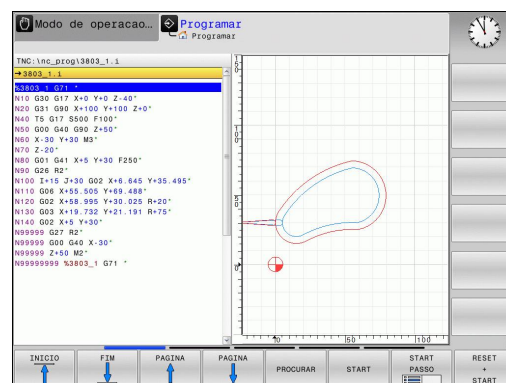 Modo de operacao...
Programar
Programar
TNC:\nc_prog\3803_1.i
→3803_1.i
%3803_1 G71 *
N10 G30 G17 X+0 Y+0 Z-40*
N20 G31 G90 X+100 Y+100 Z+0*
N40 T5 G17 S500 F100*
N50 G00 G40 G90 Z+50*
N60 X-30 Y+30 M3*
N70 Z-20*
N80 G01 G41 X+5 Y+30 F250*
N90 G26 R2*
N100 I+15 J+30 G02 X+6.645 Y+35.495*
N110 G06 X+55.505 Y+69.488*
N120 G02 X+58.995 Y+30.025 R+20*
N130 G03 X+19.732 Y+21.191 R+75*
N140 G02 X+5 Y+30*
N99999 G27 R2*
N99999 G00 G40 X-30*
N99999 Z+50 M2*
N99999999 %3803_1 G71 *
150
100
50
0
0
50
100
INICIO
FIM
PAGINA
PAGINA
PROCURAR
START
START
PASSO
RESET
+
START